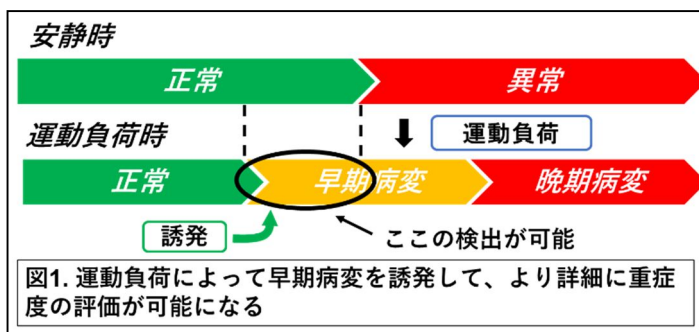 安静時
正常 異常
運動負荷時 運動負荷
正常 早期病変 晩期病変
誘発 ここの検出が可能
図1. 運動負荷によって早期病変を誘発して、より詳細に重症
度の評価が可能になる